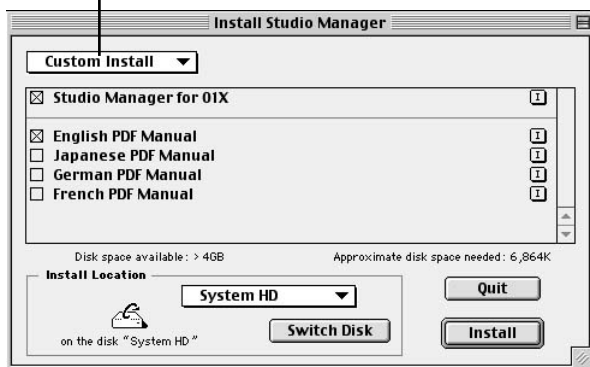 Install Studio Manager
Custom Install
Studio Manager for 01X
English PDF Manual
Japanese PDF Manual
German PDF Manual
French PDF Manual
Disk space available: > 4GB
Approximate disk space needed: 6,864K
Install Location
System HD
on the disk "System HD"
Switch Disk
Quit
Install